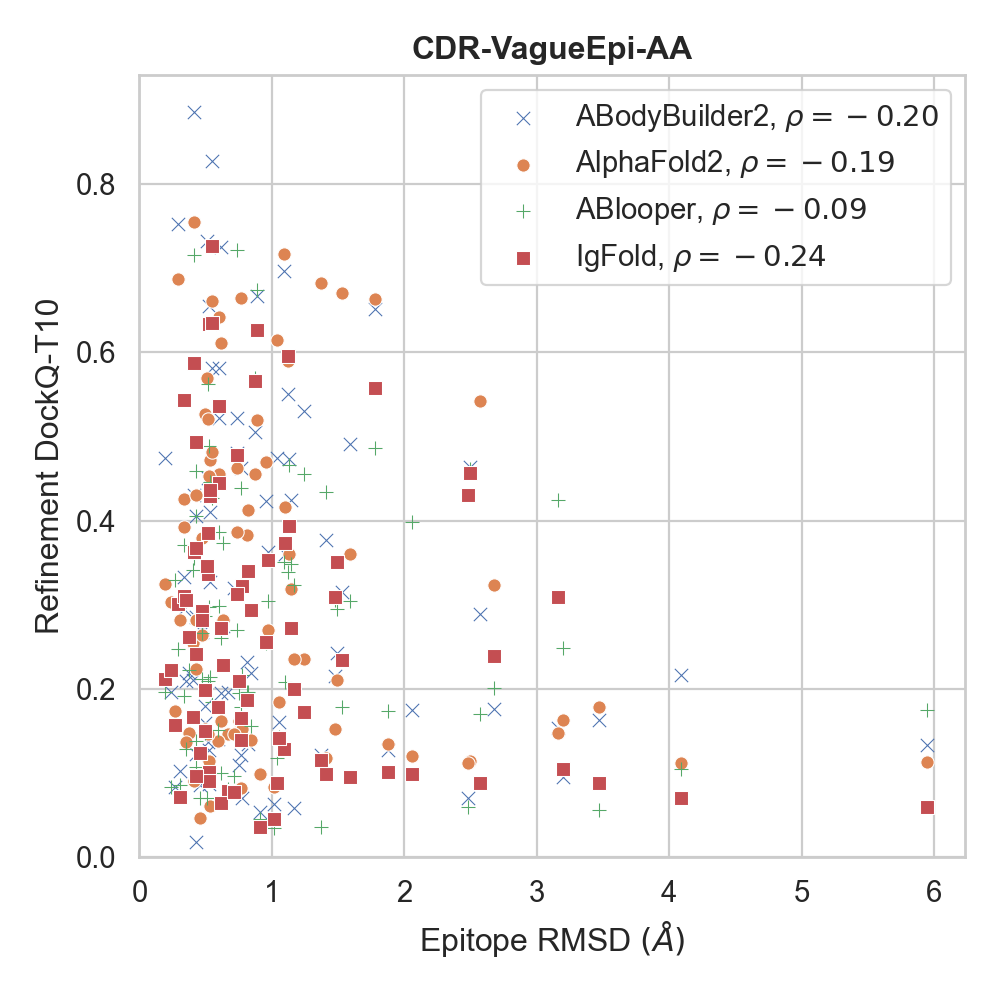 CDR-VagueEpi-AA
ABodyBuilder2, ρ = −0.20
AlphaFold2, ρ = −0.19
ABlooper, ρ = −0.09
IgFold, ρ = −0.24
Refinement DockQ-T10
0.8
0.6
0.4
0.2
0.0
0 1 2 3 4 5 6
Epitope RMSD (Å)